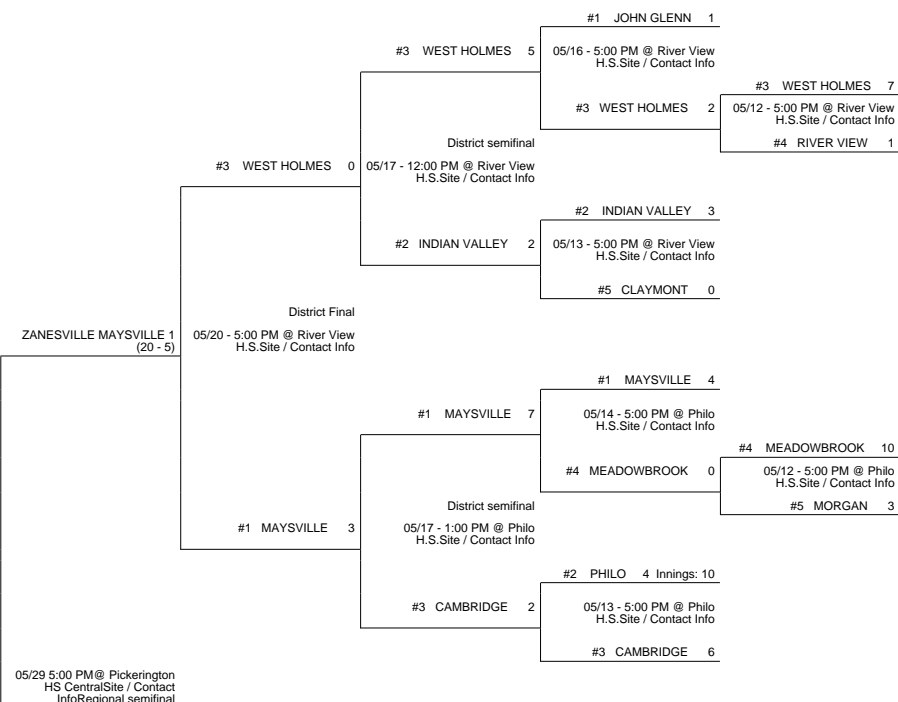 #1 JOHN GLENN 1
#3 WEST HOLMES 5
05/16 - 5:00 PM @ River View
H.S.Site / Contact Info
#3 WEST HOLMES 7
#3 WEST HOLMES 2
05/12 - 5:00 PM @ River View
H.S.Site / Contact Info
District semifinal
#4 RIVER VIEW 1
#3 WEST HOLMES 0
05/17 - 12:00 PM @ River View
H.S.Site / Contact Info
#2 INDIAN VALLEY 3
#2 INDIAN VALLEY 2
05/13 - 5:00 PM @ River View
H.S.Site / Contact Info
#5 CLAYMONT 0
District Final
ZANESVILLE MAYSVILLE 1
(20 - 5)
05/20 - 5:00 PM @ River View
H.S.Site / Contact Info
#1 MAYSVILLE 4
#1 MAYSVILLE 7
05/14 - 5:00 PM @ Philo
H.S.Site / Contact Info
#4 MEADOWBROOK 10
#4 MEADOWBROOK 0
05/12 - 5:00 PM @ Philo
H.S.Site / Contact Info
District semifinal
#5 MORGAN 3
#1 MAYSVILLE 3
05/17 - 1:00 PM @ Philo
H.S.Site / Contact Info
#2 PHILO 4 Innings: 10
#3 CAMBRIDGE 2
05/13 - 5:00 PM @ Philo
H.S.Site / Contact Info
#3 CAMBRIDGE 6
05/29 5:00 PM@ Pickerington
HS CentralSite / Contact
InfoRegional semifinal